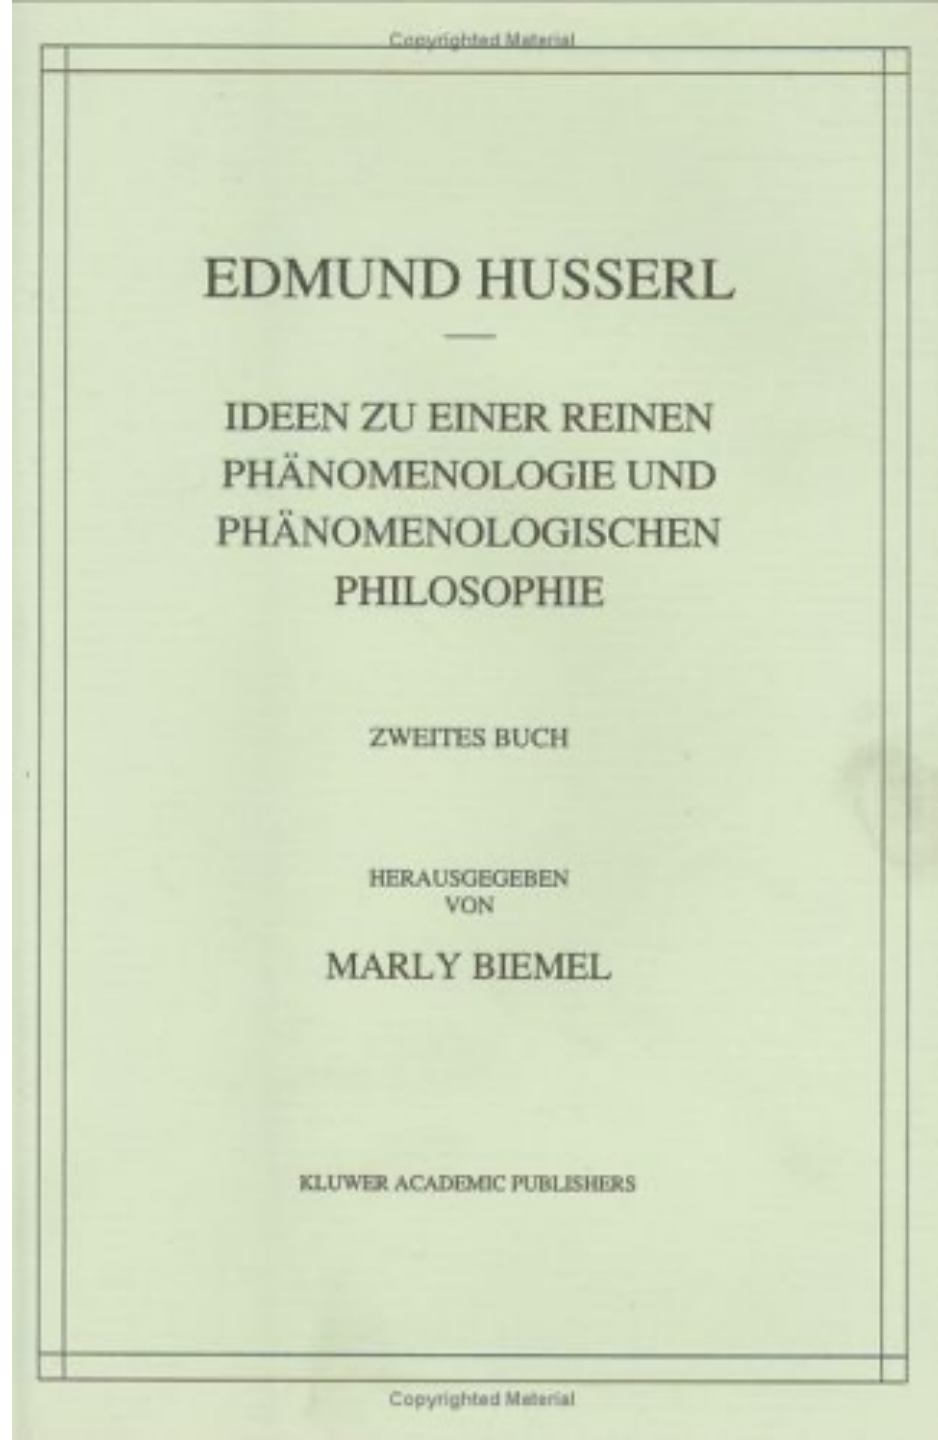 Copyrighted Material
EDMUND HUSSERL
IDEEN ZU EINER REINEN
PHÄNOMENOLOGIE UND
PHÄNOMENOLOGISCHEN
PHILOSOPHIE
ZWEITES BUCH
HERAUSGEGEBEN
VON
MARLY BIEMEL
KLUWER ACADEMIC PUBLISHERS
Copyrighted Material